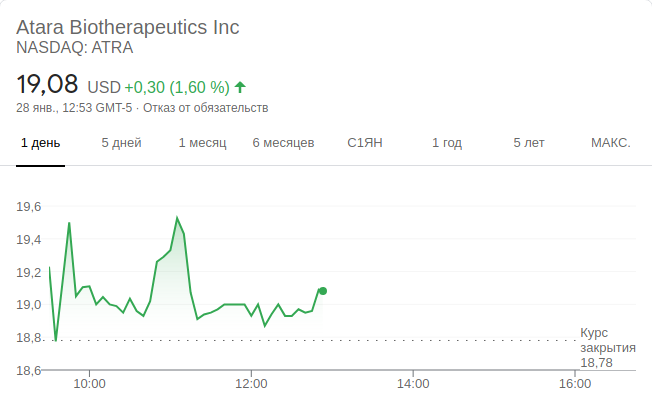 Atara Biotherapeutics Inc
NASDAQ: ATRA
19,08 USD +0,30 (1,60 %)
28 янв., 12:53 GMT-5 · Отказ от обязательств
1 день 5 дней 1 месяц 6 месяцев С1ЯН 1 год 5 лет МАКС.
19,6
19,4
19,2
19,0
18,8
18,6
Курс
закрытия
18,78
10:00 12:00 14:00 16:00